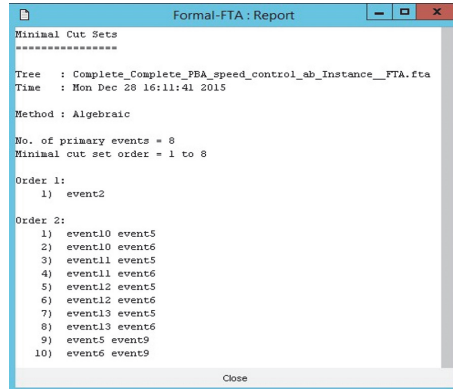 Formal-FTA : Report
Minimal Cut Sets
================
Tree : Complete_Complete_PBA_speed_control_ab_Instance__FTA.fta
Time : Mon Dec 28 16:11:41 2015
Method : Algebraic
No. of primary events = 8
Minimal cut set order = 1 to 8
Order 1:
1) event2
Order 2:
1) event10 event5
2) event10 event6
3) event11 event5
4) event11 event6
5) event12 event5
6) event12 event6
7) event13 event5
8) event13 event6
9) event5 event9
10) event6 event9
Close